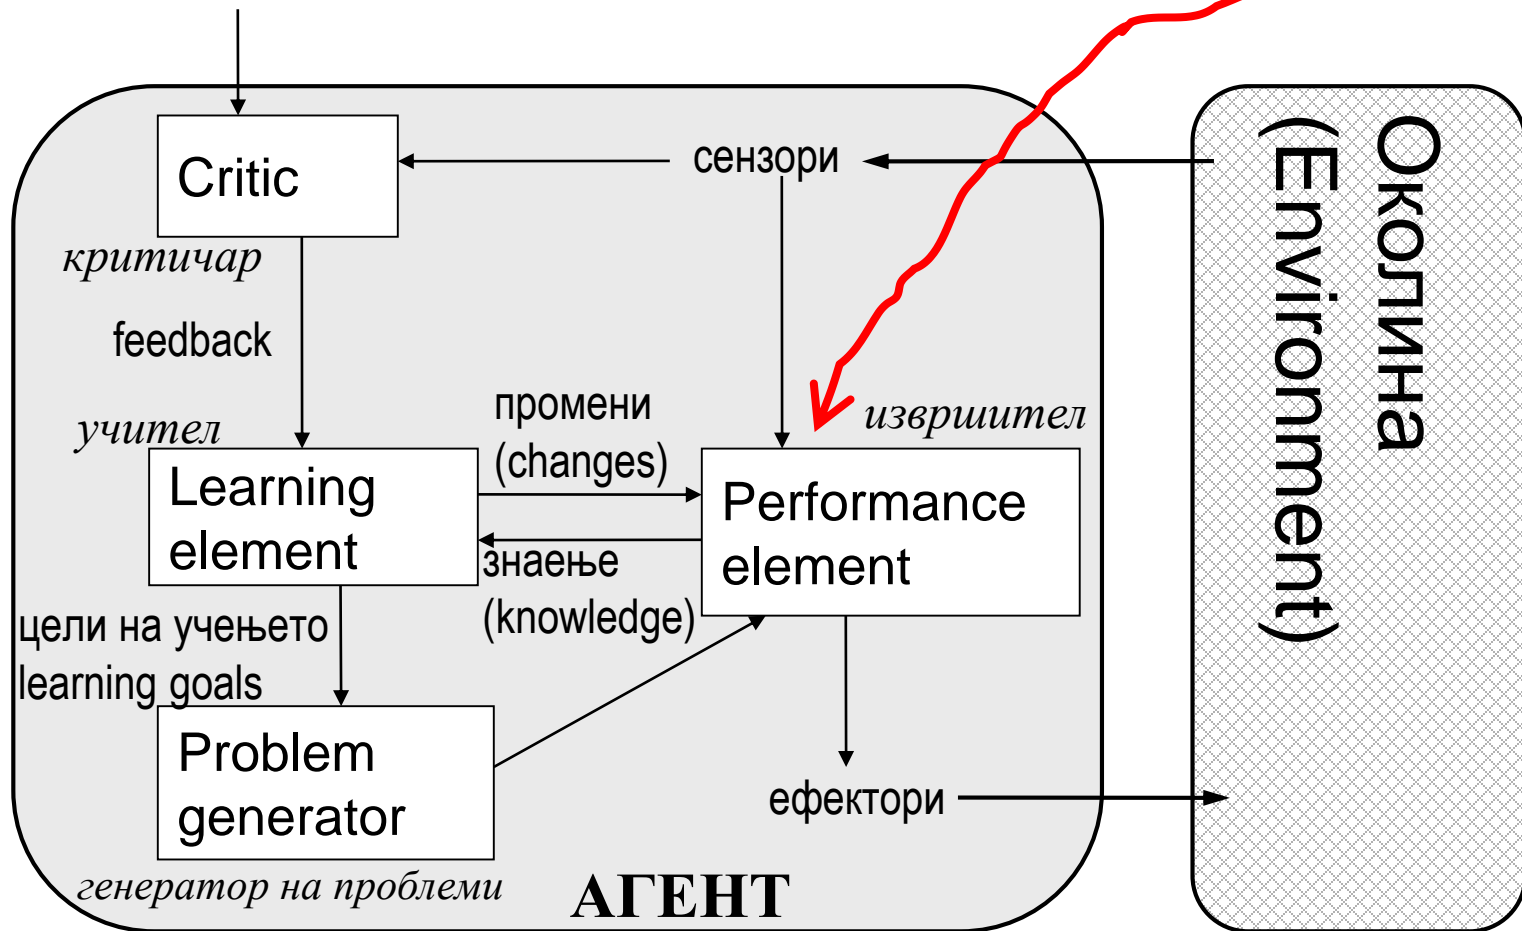 Critic
сензори
критичар
feedback
учител
промени
(changes)
извршител
Learning
element
Performance
element
знаење
(knowledge)
цели на учењето
learning goals
Problem
generator
ефектори
генератор на проблеми
АГЕНТ
Околина
(Environment)